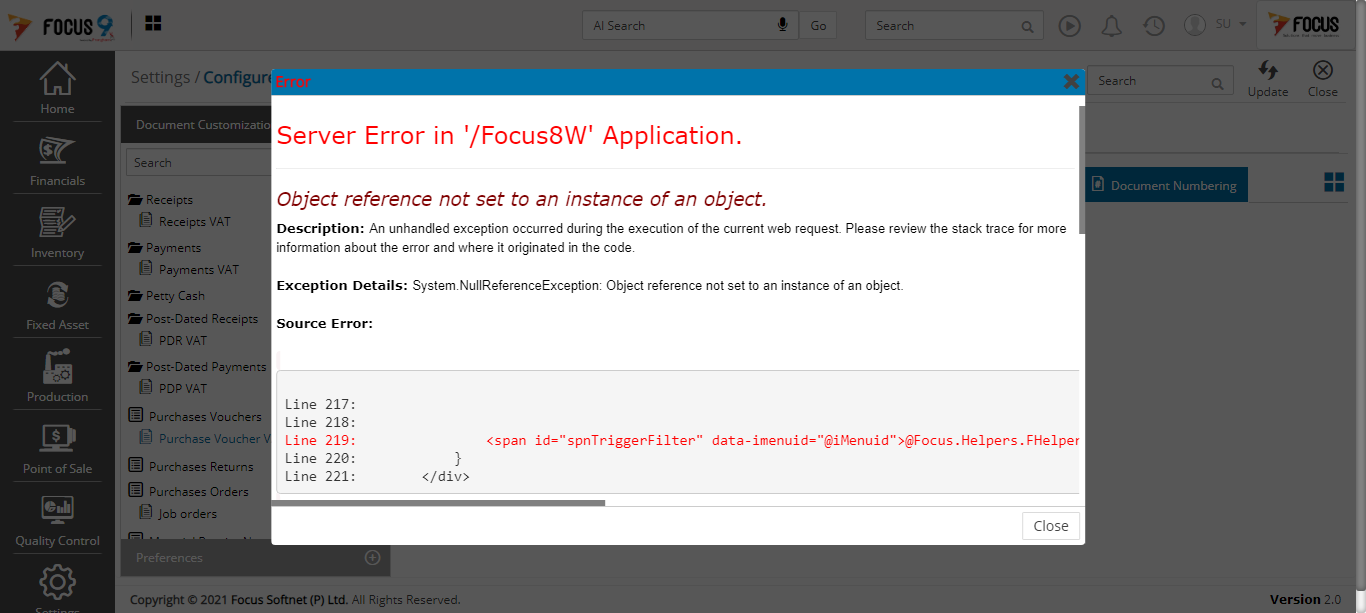 FOCUS 9
AI Search
Go
Search
SU
FOCUS
Settings / Configure
Search
Update
Close
Home
Financials
Inventory
Fixed Asset
Production
Point of Sale
Quality Control
Settings
Document Customizatio
Search
Receipts
Receipts VAT
Payments
Payments VAT
Petty Cash
Post-Dated Receipts
PDR VAT
Post-Dated Payments
PDP VAT
Purchases Vouchers
Purchase Voucher V
Purchases Returns
Purchases Orders
Job orders
Preferences
Document Numbering
Error
Server Error in '/Focus8W' Application.
Object reference not set to an instance of an object.
Description: An unhandled exception occurred during the execution of the current web request. Please review the stack trace for more
information about the error and where it originated in the code.
Exception Details: System.NullReferenceException: Object reference not set to an instance of an object.
Source Error:
Line 217:
Line 218:
Line 219: <span id="spnTriggerFilter" data-imenuid="@iMenuid">@Focus.Helpers.FHelper
Line 220: }
Line 221: </div>
Close
Copyright © 2021 Focus Softnet (P) Ltd. All Rights Reserved.
Version 2.0